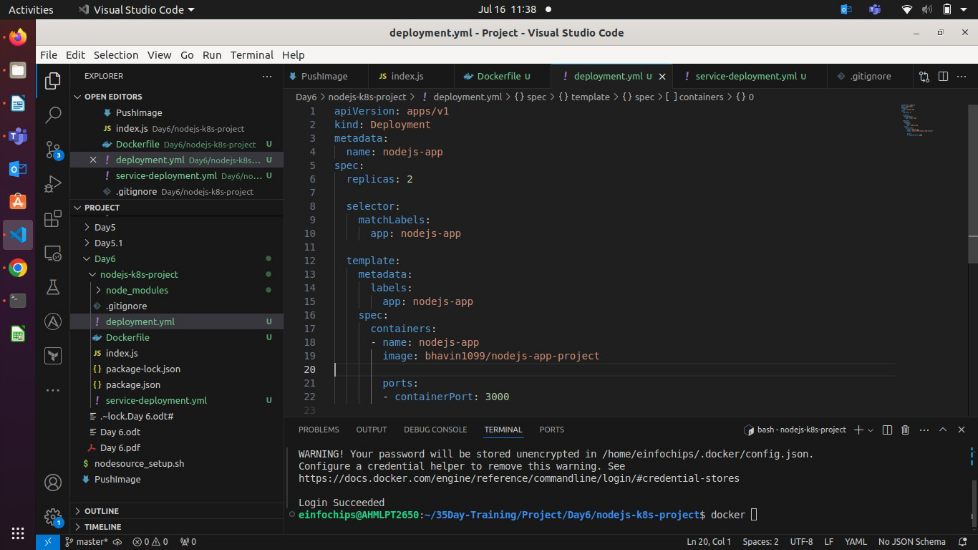 Activities
Visual Studio Code
Jul 16 11:38
deployment.yml - Project - Visual Studio Code
File Edit Selection View Go Run Terminal Help
EXPLORER
OPEN EDITORS
PushImage
index.js Day6/nodejs-k8s-project
Dockerfile Day6/nodejs-k8s-project U
deployment.yml Day6/nodejs-k8s... U
service-deployment.yml Day6/no... U
.gitignore Day6/nodejs-k8s-project
PROJECT
Day5
Day5.1
Day6
nodejs-k8s-project
node_modules
.gitignore
deployment.yml U
Dockerfile U
index.js
package-lock.json
package.json
service-deployment.yml U
.~lock.Day 6.odt#
Day 6.odt
Day 6.pdf
nodesource_setup.sh
PushImage
OUTLINE
TIMELINE
3
1
PushImage
index.js
Dockerfile U
deployment.yml U
service-deployment.yml U
.gitignore
Day6 > nodejs-k8s-project > deployment.yml > {} spec > {} template > {} spec > [ ] containers > {} 0
1 apiVersion: apps/v1
2 kind: Deployment
3 metadata:
4 name: nodejs-app
5 spec:
6 replicas: 2
7
8 selector:
9 matchLabels:
10 app: nodejs-app
11
12 template:
13 metadata:
14 labels:
15 app: nodejs-app
16 spec:
17 containers:
18 - name: nodejs-app
19 image: bhavin1099/nodejs-app-project
20
21 ports:
22 - containerPort: 3000
23
PROBLEMS OUTPUT DEBUG CONSOLE TERMINAL PORTS
bash - nodejs-k8s-project
WARNING! Your password will be stored unencrypted in /home/einfochips/.docker/config.json.
Configure a credential helper to remove this warning. See
https://docs.docker.com/engine/reference/commandline/login/#credential-stores
Login Succeeded
einfochips@AHMLPT2650:~/35Day-Training/Project/Day6/nodejs-k8s-project$ docker
master* 0 0 0
Ln 20, Col 1 Spaces: 2 UTF-8 LF YAML No JSON Schema